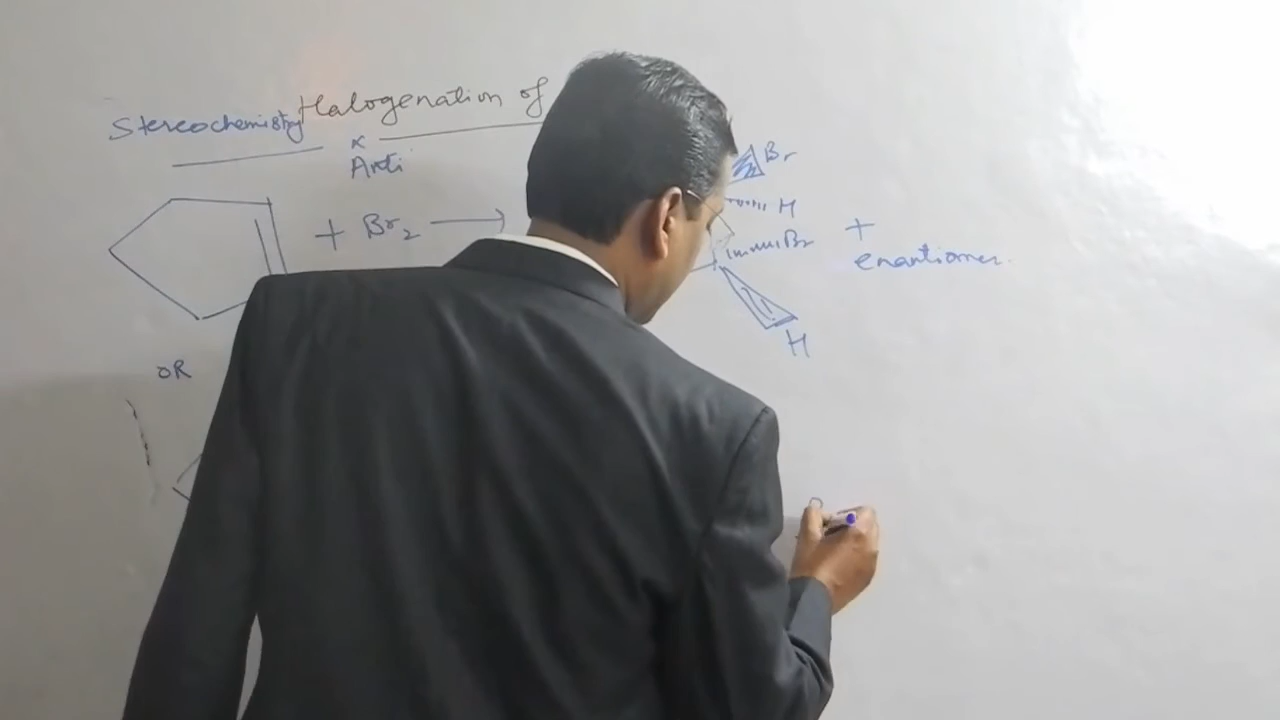 Halogenation of
Stereochemistry
Anti
Br
+ Br2
H
Br
+
enantiomer.
H
OR